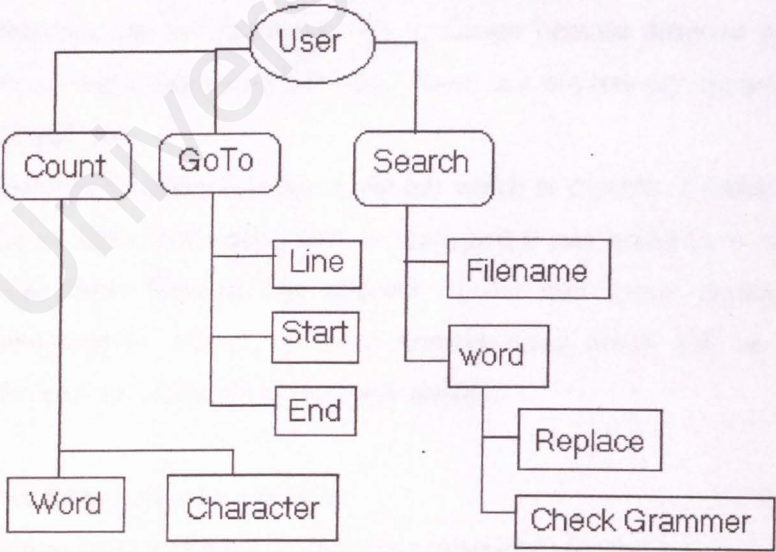 User
Count
GoTo
Search
Line
Start
End
Filename
word
Replace
Check Grammer
Word
Character